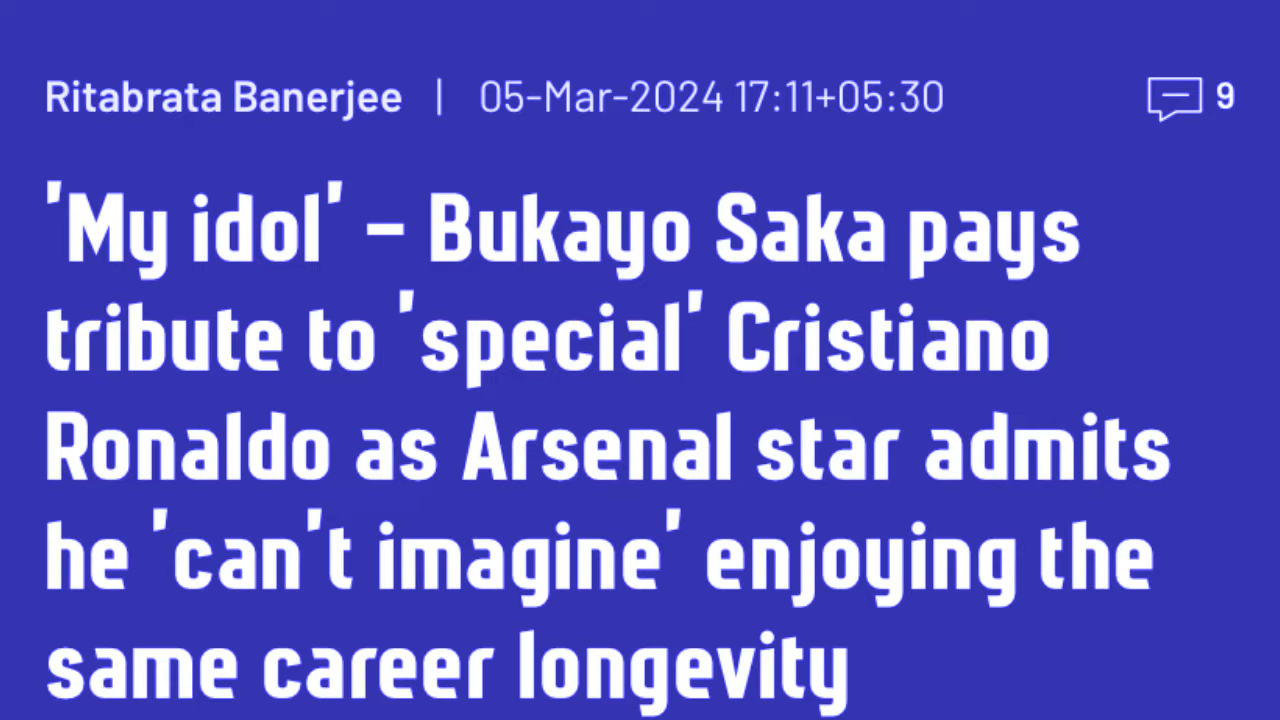 Ritabrata Banerjee | 05-Mar-2024 17:11+05:30 9
'My idol' - Bukayo Saka pays
tribute to 'special' Cristiano
Ronaldo as Arsenal star admits
he 'can't imagine' enjoying the
same career longevity